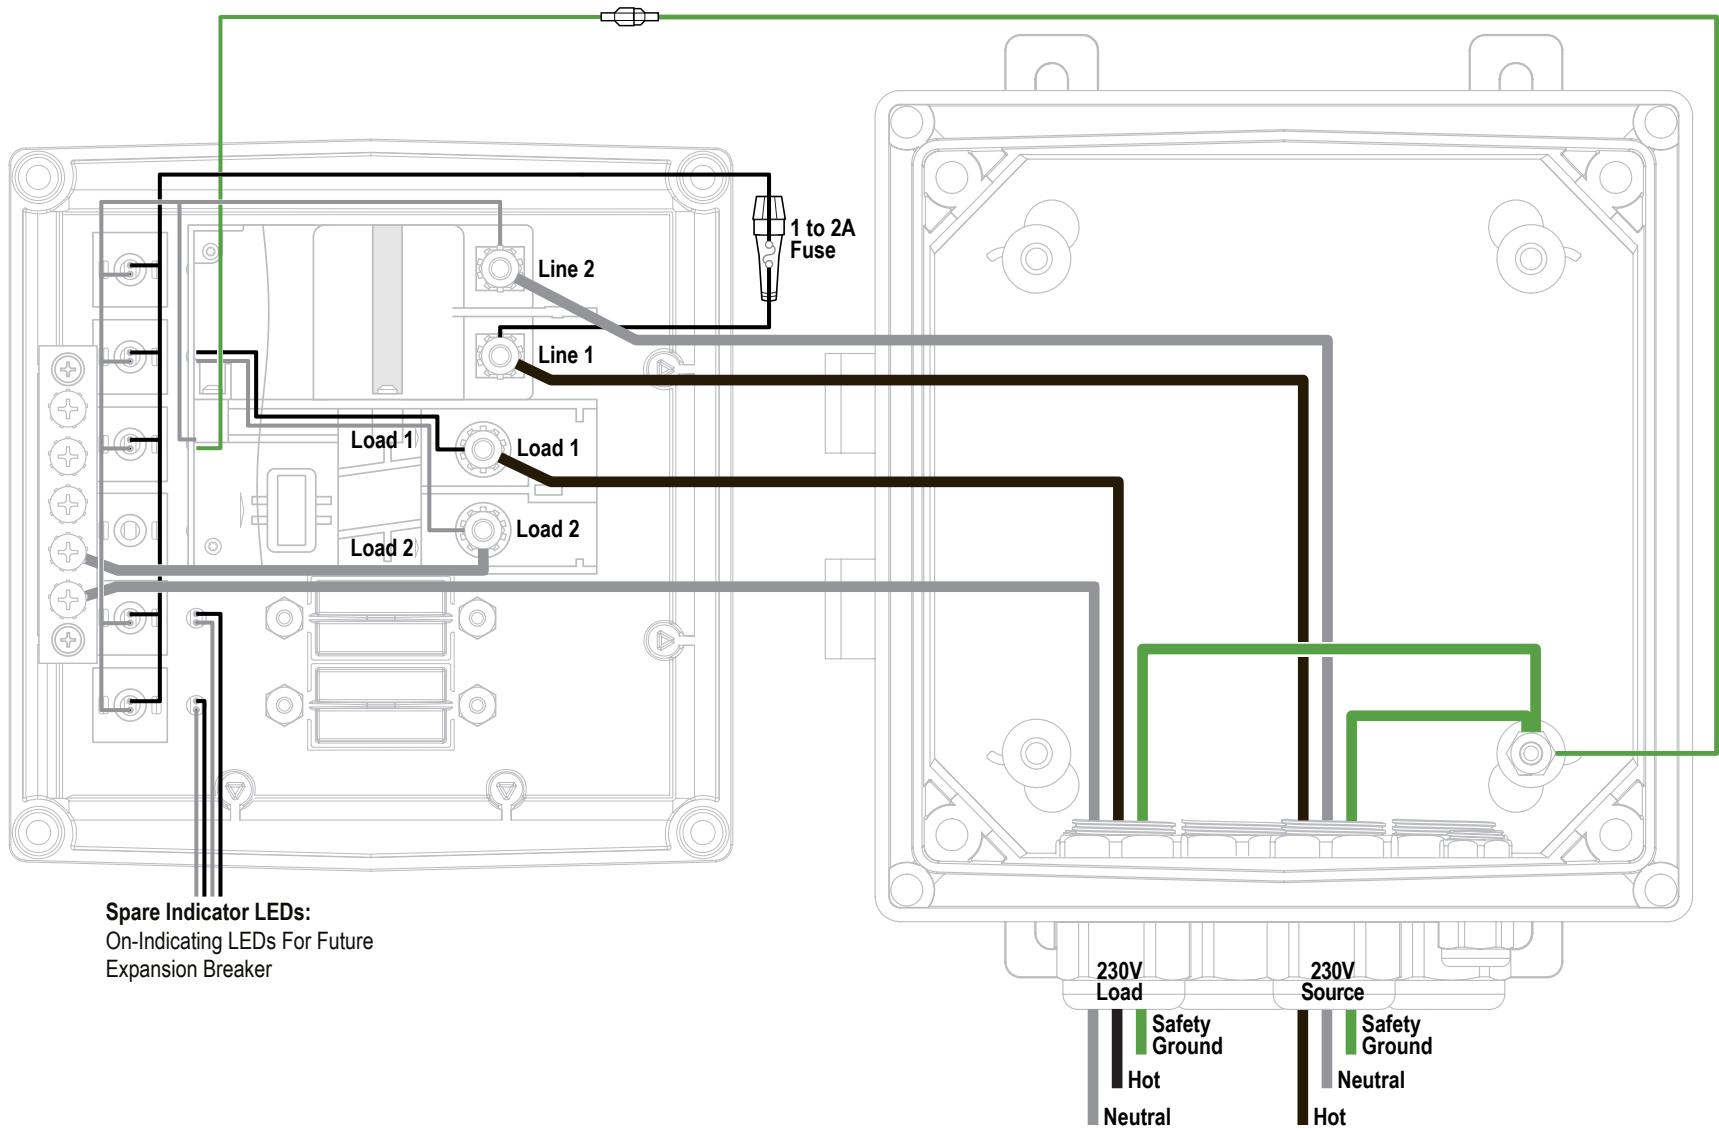 1 to 2A
Fuse
Line 2
Line 1
Load 1
Load 1
Load 2
Load 2
Spare Indicator LEDs:
On-Indicating LEDs For Future
Expansion Breaker
230V
Load
230V
Source
Safety
Ground
Safety
Ground
Hot
Neutral
Neutral
Hot